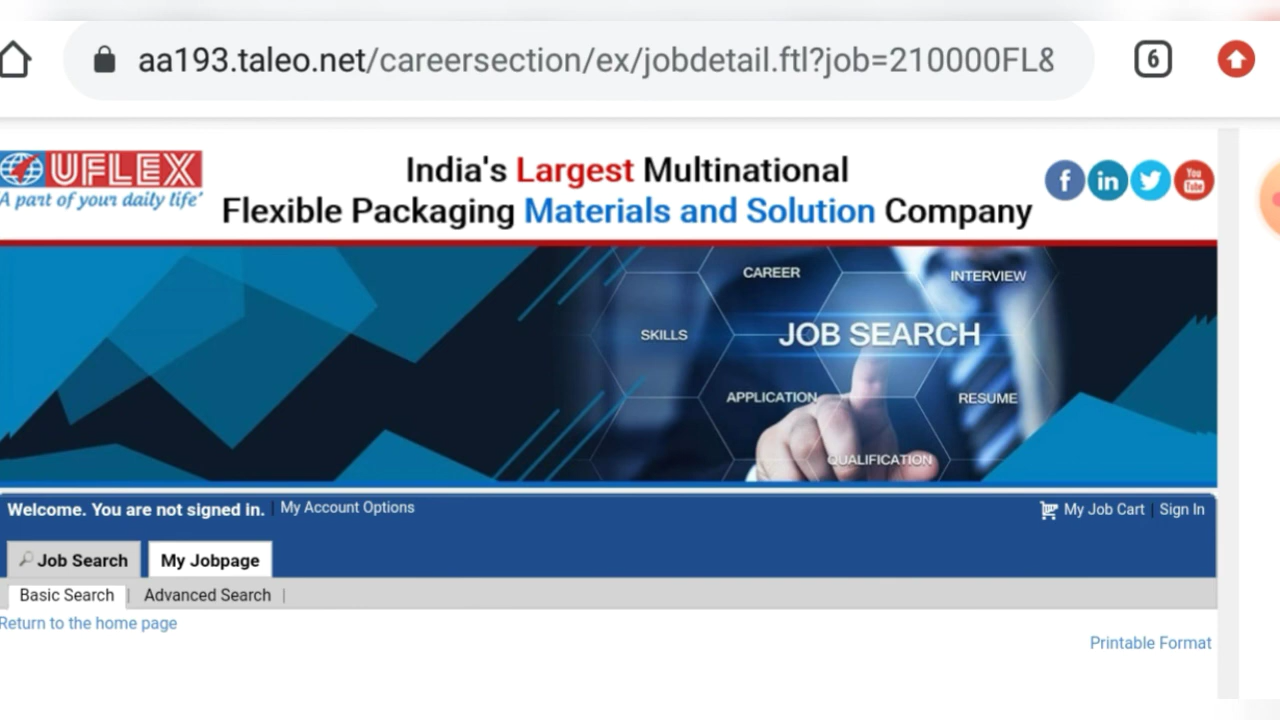 aa193.taleo.net/careersection/ex/jobdetail.ftl?job=210000FL8
6
UFLEX
'A part of your daily life'
India's Largest Multinational
Flexible Packaging Materials and Solution Company
f in You Tube
CAREER
INTERVIEW
SKILLS
JOB SEARCH
APPLICATION
RESUME
QUALIFICATION
Welcome. You are not signed in. | My Account Options
My Job Cart | Sign In
Job Search My Jobpage
Basic Search | Advanced Search |
Return to the home page
Printable Format